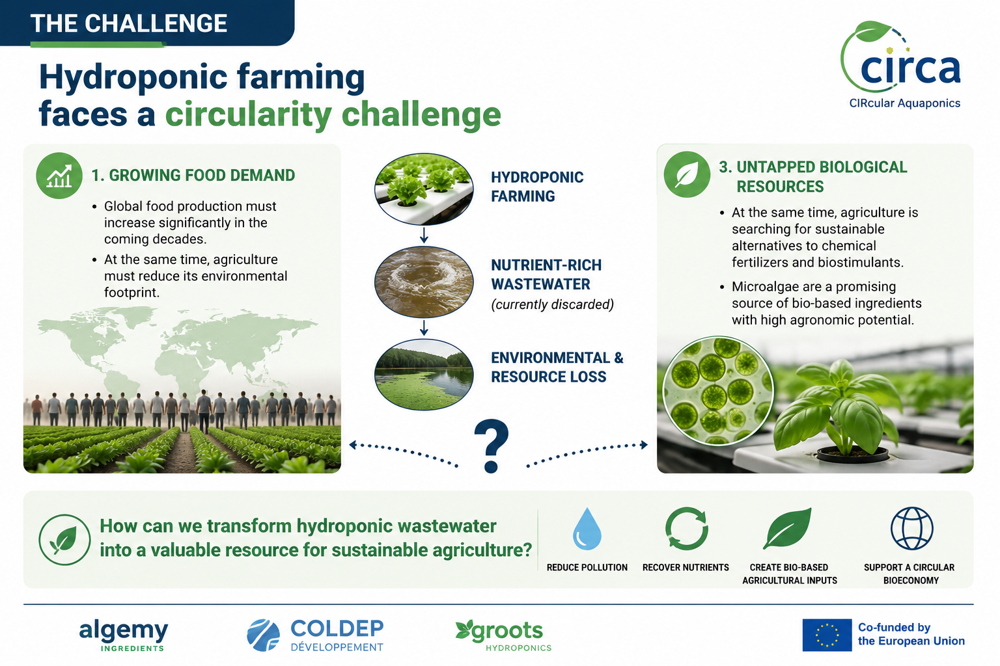 THE CHALLENGE
Hydroponic farming
faces a circularity challenge
circa
CIRcular Aquaponics
1. GROWING FOOD DEMAND
• Global food production must
increase significantly in the
coming decades.
• At the same time, agriculture
must reduce its environmental
footprint.
HYDROPONIC
FARMING
NUTRIENT-RICH
WASTEWATER
(currently discarded)
ENVIRONMENTAL &
RESOURCE LOSS
?
3. UNTAPPED BIOLOGICAL
RESOURCES
• At the same time, agriculture is
searching for sustainable
alternatives to chemical
fertilizers and biostimulants.
• Microalgae are a promising
source of bio-based ingredients
with high agronomic potential.
How can we transform hydroponic wastewater
into a valuable resource for sustainable agriculture?
REDUCE POLLUTION
RECOVER NUTRIENTS
CREATE BIO-BASED
AGRICULTURAL INPUTS
SUPPORT A CIRCULAR
BIOECONOMY
algemy
INGREDIENTS
COLDEP
DÉVELOPPEMENT
groots
HYDROPONICS
Co-funded by
the European Union